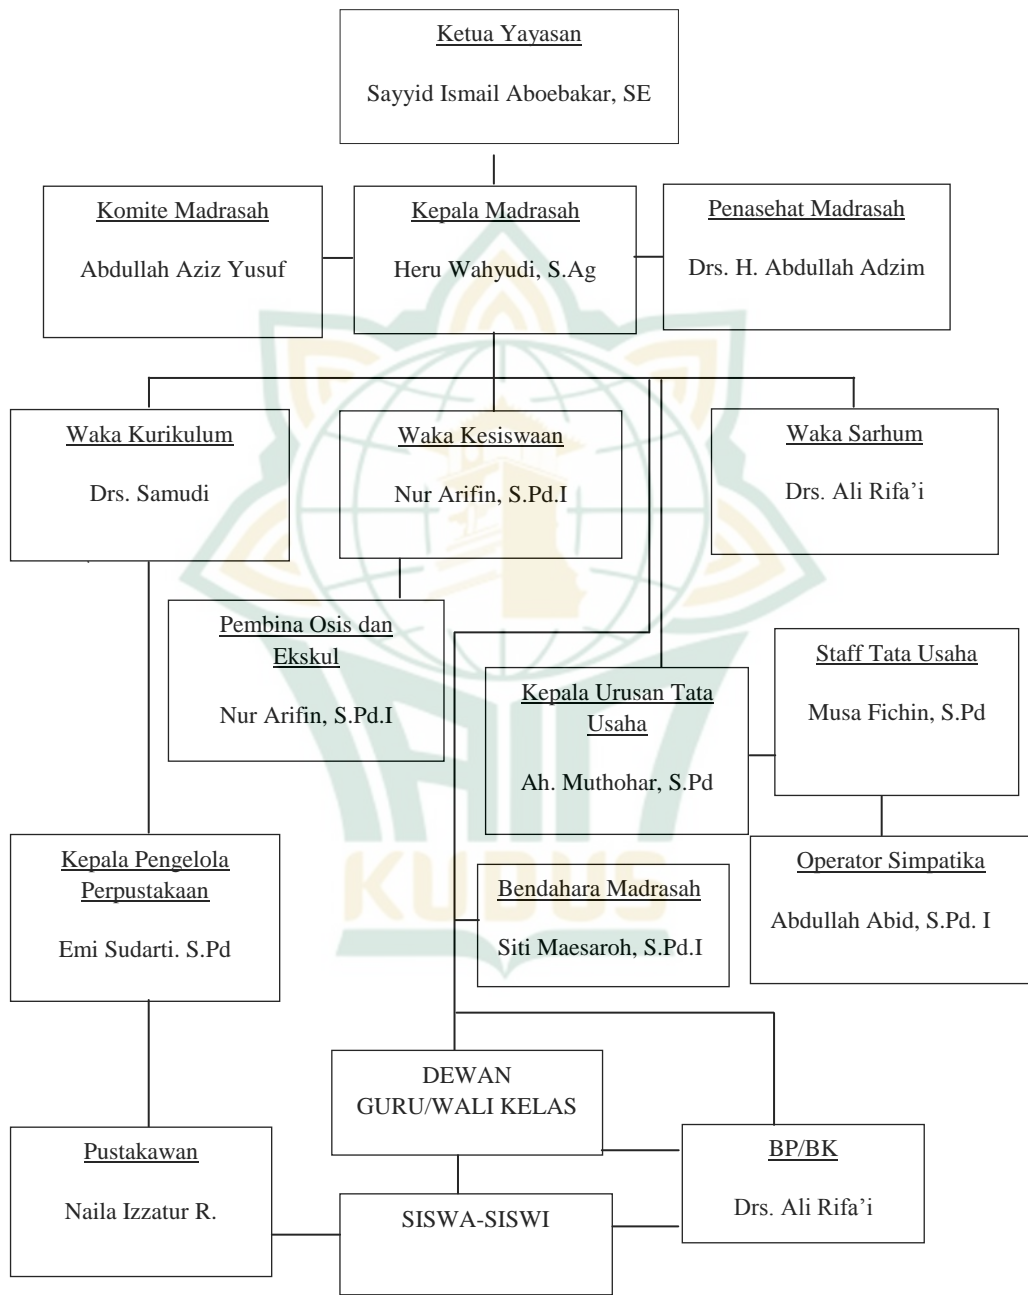 Ketua Yayasan
Sayyid Ismail Aboebakar, SE
Komite Madrasah
Abdullah Aziz Yusuf
Kepala Madrasah
Heru Wahyudi, S.Ag
Penasehat Madrasah
Drs. H. Abdullah Adzim
Waka Kurikulum
Drs. Samudi
Waka Kesiswaan
Nur Arifin, S.Pd.I
Waka Sarhum
Drs. Ali Rifa’i
Pembina Osis dan
Ekskul
Nur Arifin, S.Pd.I
Kepala Urusan Tata
Usaha
Ah. Muthohar, S.Pd
Staff Tata Usaha
Musa Fichin, S.Pd
Kepala Pengelola
Perpustakaan
Emi Sudarti. S.Pd
Bendahara Madrasah
Siti Maesaroh, S.Pd.I
Operator Simpatika
Abdullah Abid, S.Pd. I
KUDUS
DEWAN
GURU/WALI KELAS
Pustakawan
Naila Izzatur R.
SISWA-SISWI
BP/BK
Drs. Ali Rifa’i